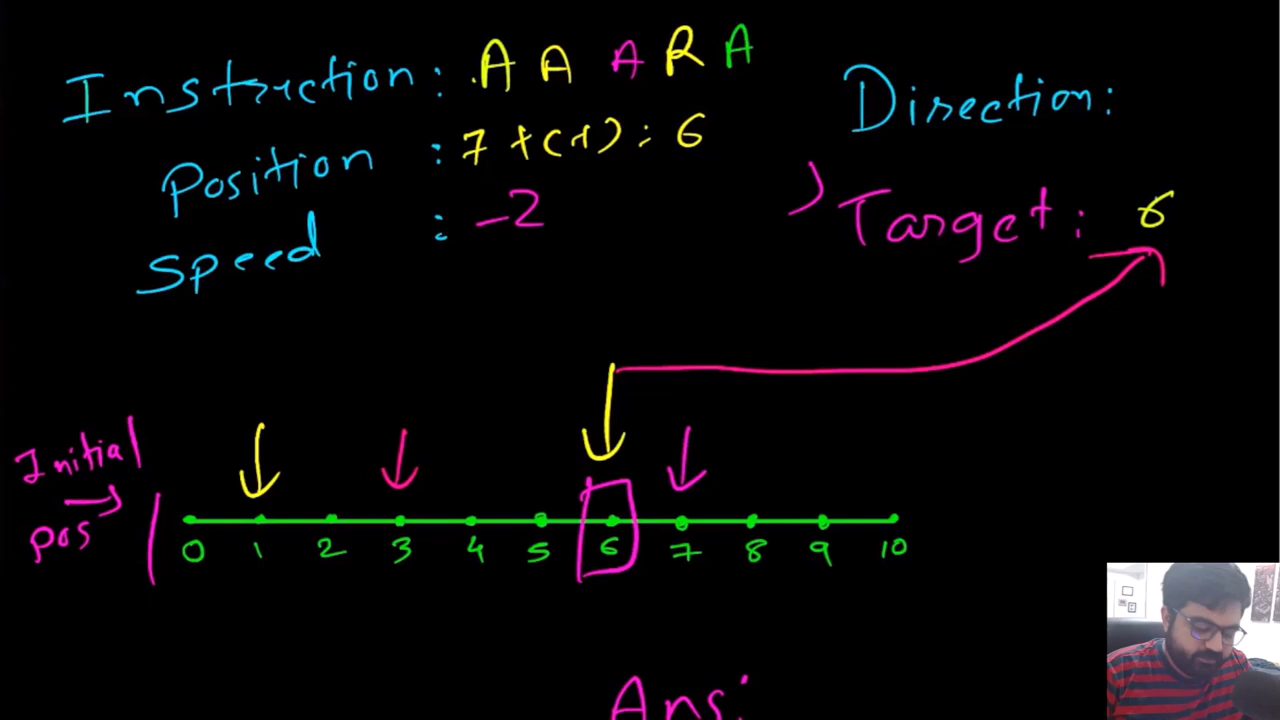 Instruction: A A A R A
Direction:
Position : 7 + (-1) = 6
Target: 6
Speed : -2
Initial pos
0 1 2 3 4 5 6 7 8 9 10
Ans: